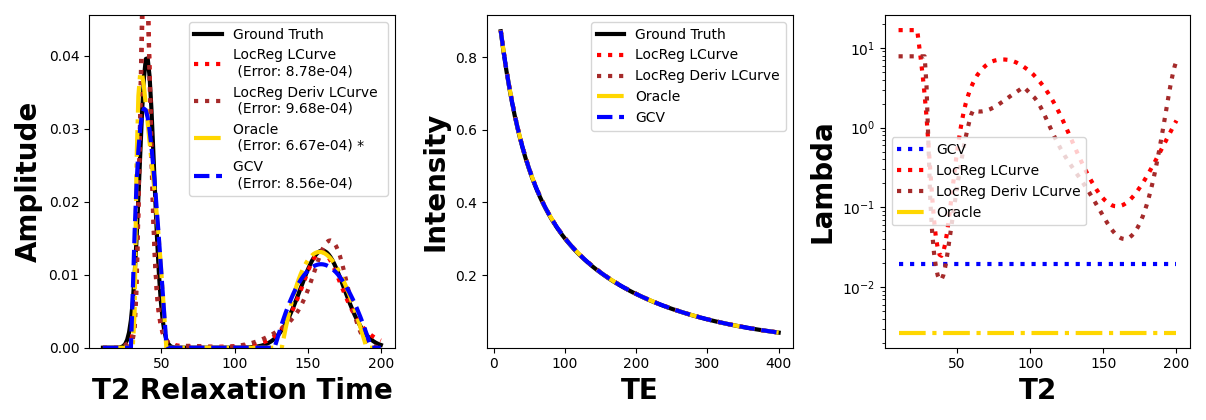 Amplitude
0.04
0.03
0.02
0.01
0.00
50
100
150
200
T2 Relaxation Time
Ground Truth
LocReg LCurve
(Error: 8.78e-04)
LocReg Deriv LCurve
(Error: 9.68e-04)
Oracle
(Error: 6.67e-04) *
GCV
(Error: 8.56e-04)
Intensity
0.8
0.6
0.4
0.2
0
100
200
300
400
TE
Ground Truth
LocReg LCurve
LocReg Deriv LCurve
Oracle
GCV
Lambda
10¹
10⁰
10⁻¹
10⁻²
50
100
150
200
T2
GCV
LocReg LCurve
LocReg Deriv LCurve
Oracle